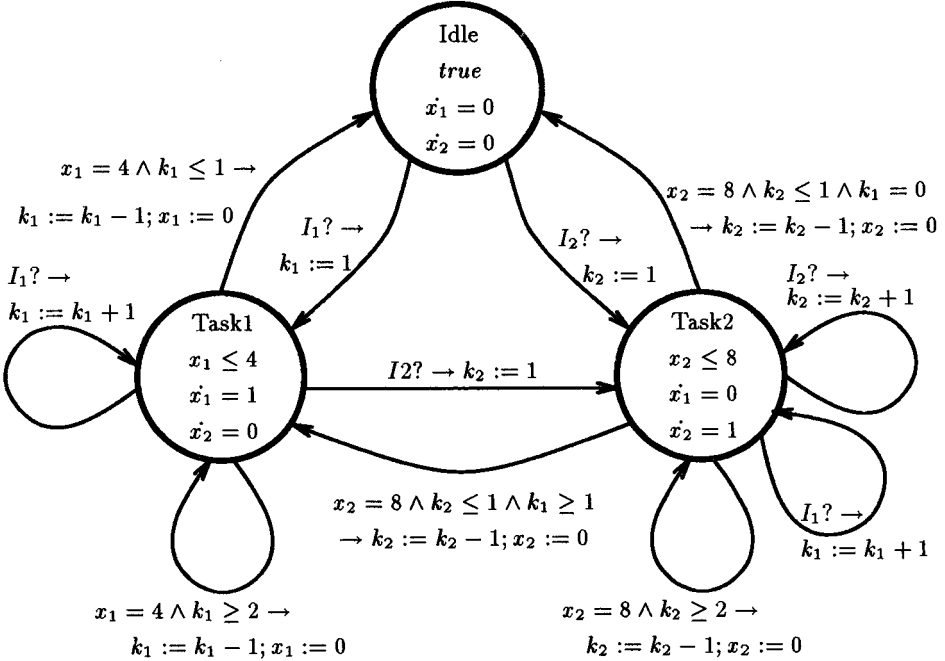 Idle
true
ẋ₁ = 0
ẋ₂ = 0
x₁ = 4 ∧ k₁ ≤ 1 →
k₁ := k₁ − 1; x₁ := 0
I₁? →
k₁ := 1
I₂? →
k₂ := 1
x₂ = 8 ∧ k₂ ≤ 1 ∧ k₁ = 0
→ k₂ := k₂ − 1; x₂ := 0
I₁? →
k₁ := k₁ + 1
Task1
x₁ ≤ 4
ẋ₁ = 1
ẋ₂ = 0
I2? → k₂ := 1
Task2
x₂ ≤ 8
ẋ₁ = 0
ẋ₂ = 1
I₂? →
k₂ := k₂ + 1
x₂ = 8 ∧ k₂ ≤ 1 ∧ k₁ ≥ 1
→ k₂ := k₂ − 1; x₂ := 0
I₁? →
k₁ := k₁ + 1
x₁ = 4 ∧ k₁ ≥ 2 →
k₁ := k₁ − 1; x₁ := 0
x₂ = 8 ∧ k₂ ≥ 2 →
k₂ := k₂ − 1; x₂ := 0